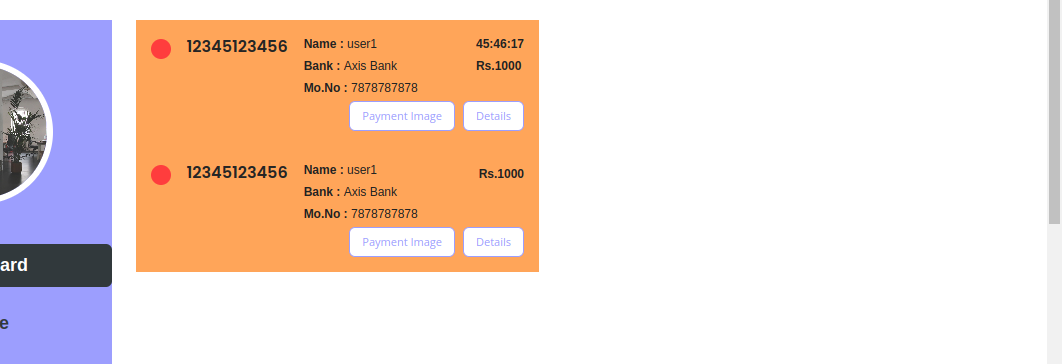 12345123456 Name : user1 45:46:17
Bank : Axis Bank Rs.1000
Mo.No : 7878787878
Payment Image Details
12345123456 Name : user1 Rs.1000
Bank : Axis Bank
Mo.No : 7878787878
Payment Image Details
ard
e